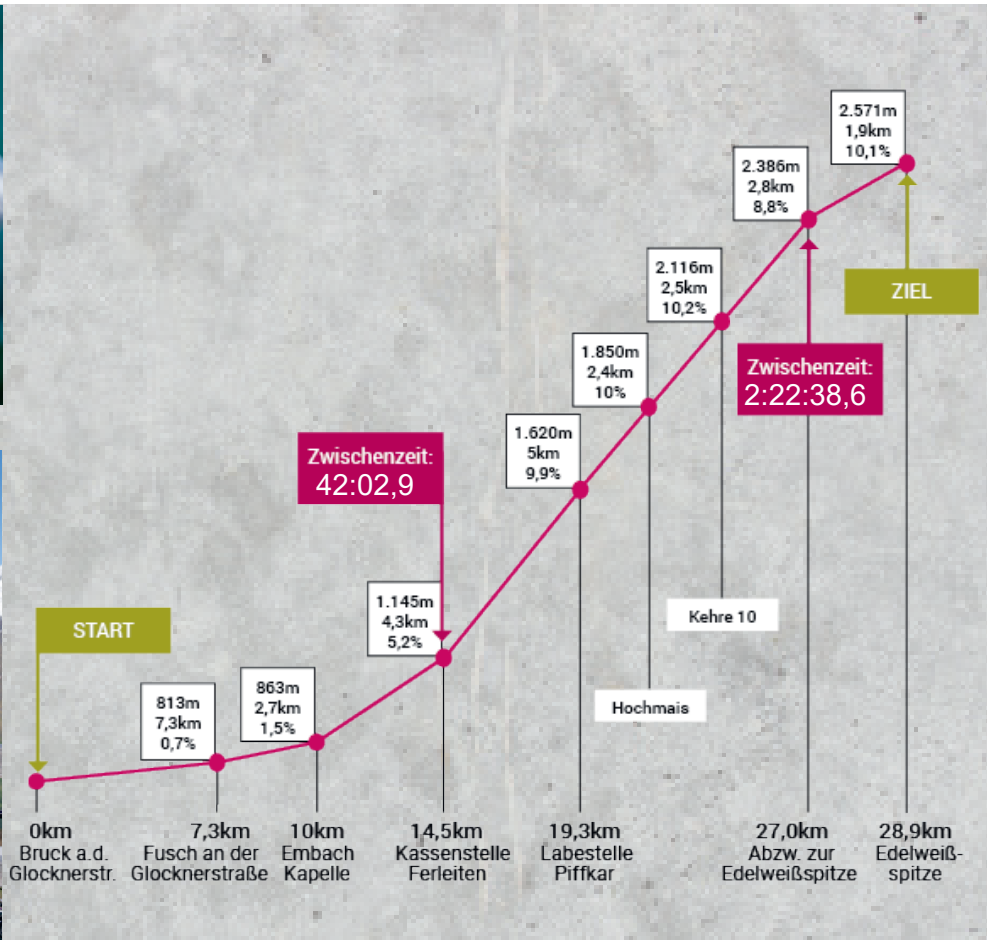 2.571m
1,9km
10,1%
2.386m
2,8km
8,8%
2.116m
2,5km
10,2%
ZIEL
1.850m
2,4km
10%
Zwischenzeit:
2:22:38,6
1.620m
5km
9,9%
Zwischenzeit:
42:02,9
1.145m
4,3km
5,2%
START
Kehre 10
863m
2,7km
1,5%
813m
7,3km
0,7%
Hochmais
0km
Bruck a.d.
Glocknerstr.
7,3km
Fusch an der
Glocknerstraße
10km
Embach
Kapelle
14,5km
Kassenstelle
Ferleiten
19,3km
Labestelle
Piffkar
27,0km
Abzw. zur
Edelweißspitze
28,9km
Edelweiß-
spitze